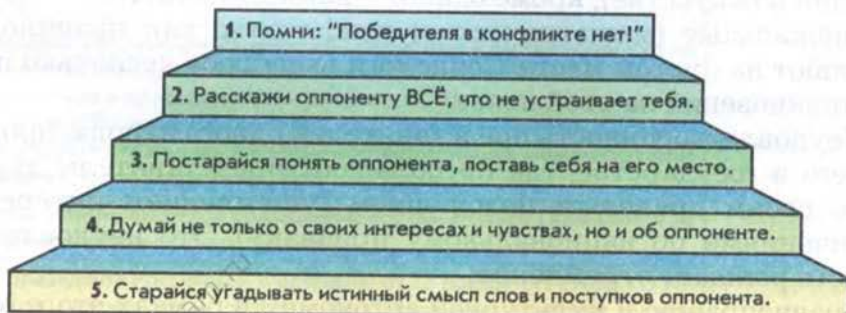 1. Помни: "Победителя в конфликте нет!"
2. Расскажи оппоненту ВСЁ, что не устраивает тебя.
3. Постарайся понять оппонента, поставь себя на его место.
4. Думай не только о своих интересах и чувствах, но и об оппоненте.
5. Старайся угадывать истинный смысл слов и поступков оппонента.